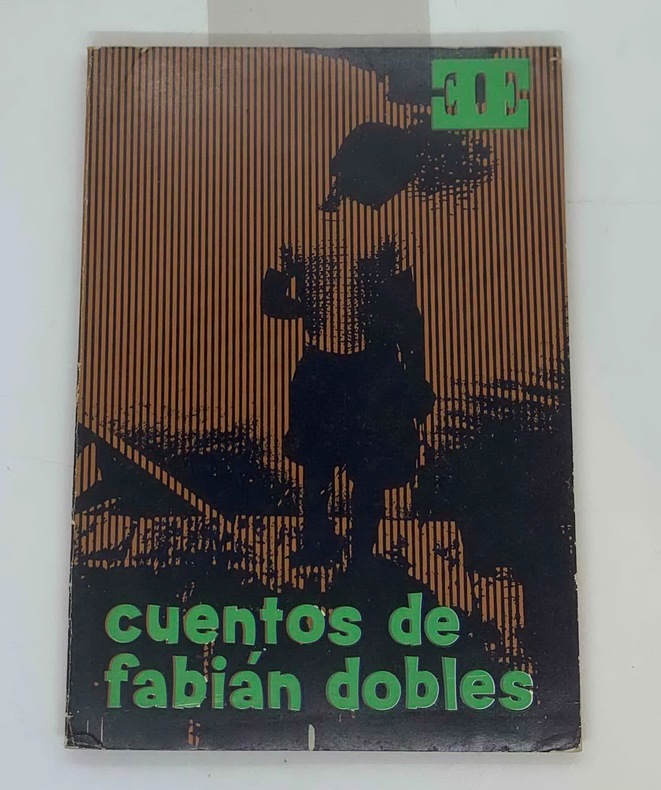 cuentos de
fabián dobles